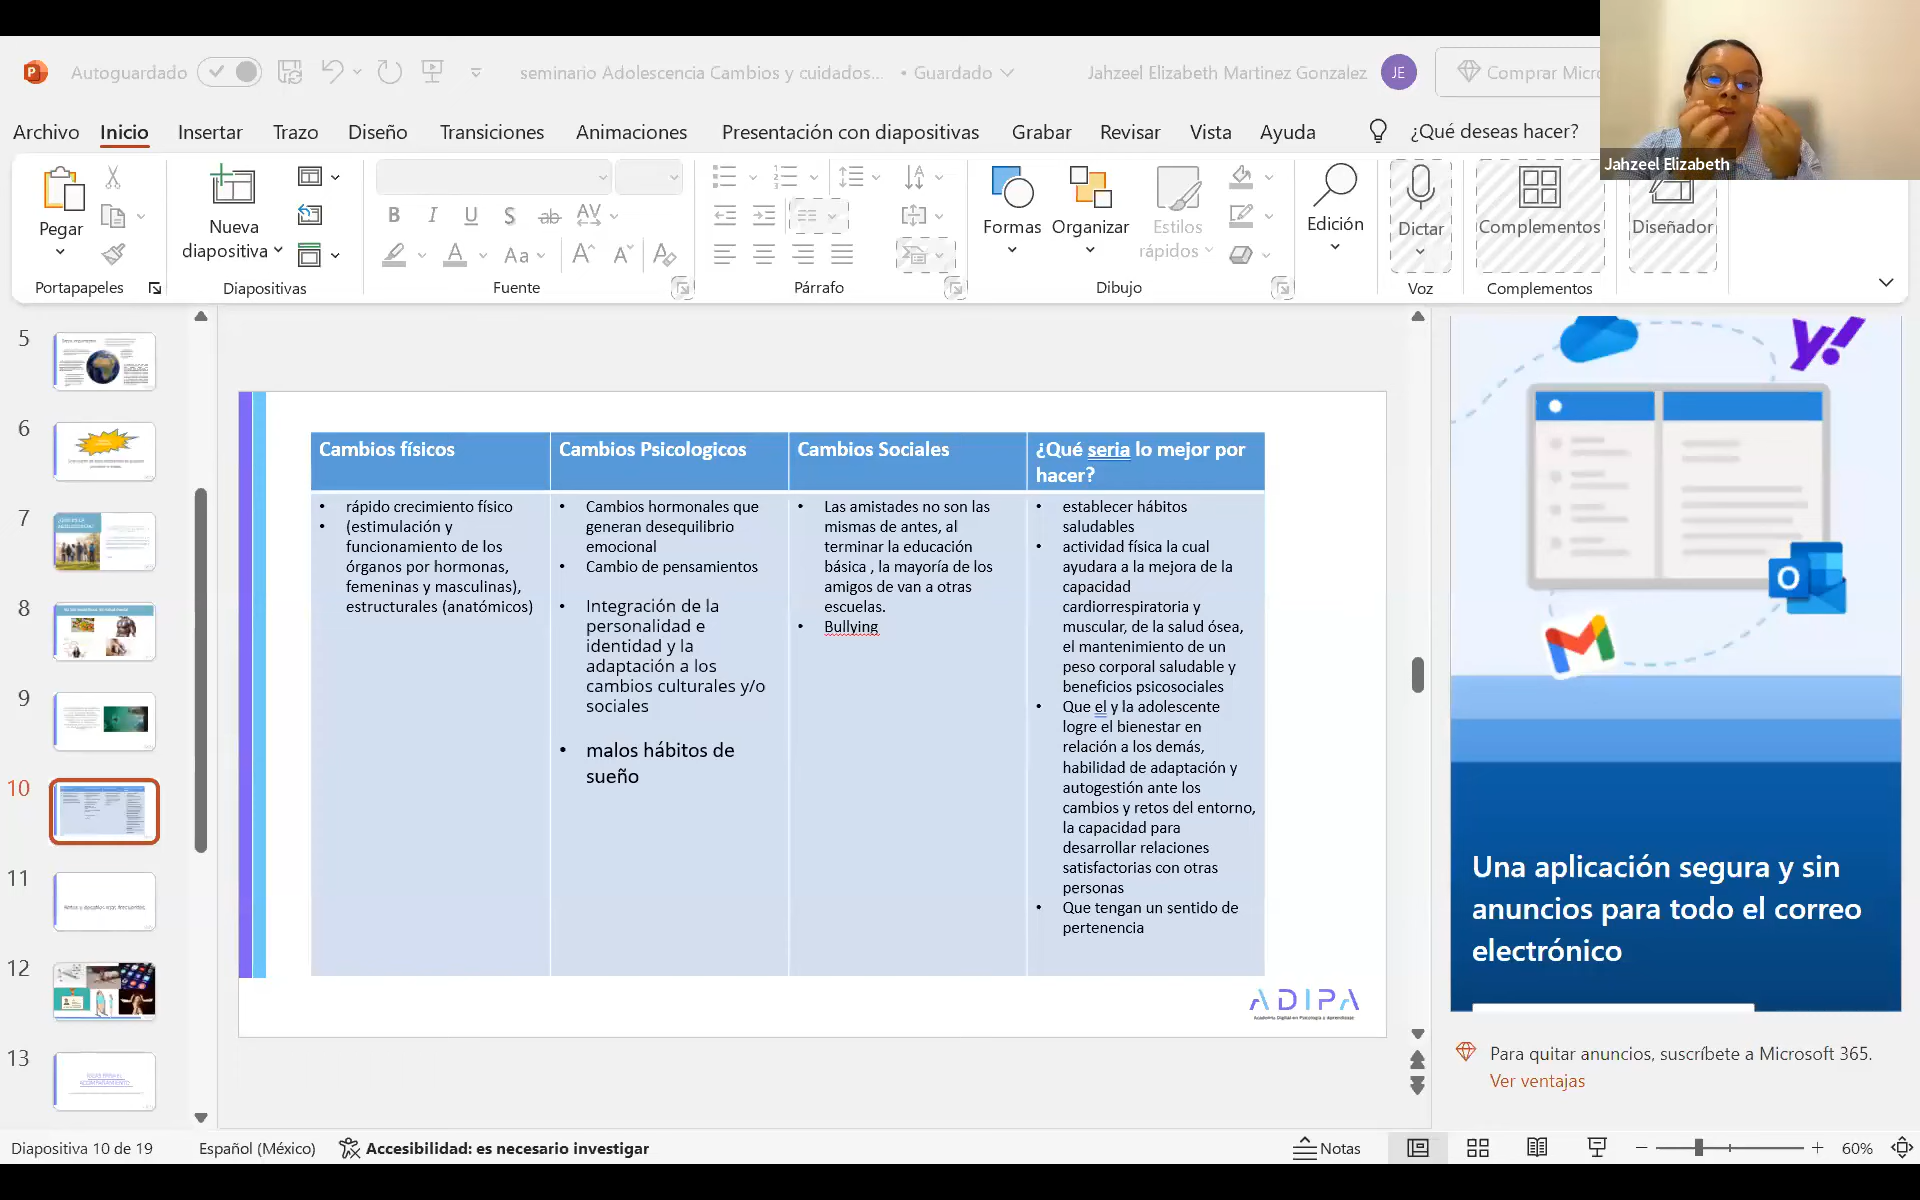 Autoguardado
seminario Adolescencia Cambios y cuidados... • Guardado
Jahzeel Elizabeth Martinez Gonzalez
JE
Comprar Micro
Archivo Inicio Insertar Trazo Diseño Transiciones Animaciones Presentación con diapositivas Grabar Revisar Vista Ayuda ¿Qué deseas hacer?
Jahzeel Elizabeth
Pegar
Portapapeles
Nueva
diapositiva
Diapositivas
N K U S ab AV
A Aa A A A
Fuente
Párrafo
Formas
Organizar
Estilos
rápidos
Dibujo
Edición
Dictar
Voz
Complementos
Complementos
Diseñador
5
6
7
8
9
10
11
12
13
Cambios físicos
rápido crecimiento físico
(estimulación y
funcionamiento de los
órganos por hormonas,
femeninas y masculinas),
estructurales (anatómicos)
Cambios Psicologicos
Cambios hormonales que
generan desequilibrio
emocional
Cambio de pensamientos
Integración de la
personalidad e
identidad y la
adaptación a los
cambios culturales y/o
sociales
malos hábitos de
sueño
Cambios Sociales
Las amistades no son las
mismas de antes, al
terminar la educación
básica , la mayoría de los
amigos de van a otras
escuelas.
Bullying
¿Qué seria lo mejor por
hacer?
establecer hábitos
saludables
actividad física la cual
ayudara a la mejora de la
capacidad
cardiorrespiratoria y
muscular, de la salud ósea,
el mantenimiento de un
peso corporal saludable y
beneficios psicosociales
Que el y la adolescente
logre el bienestar en
relación a los demás,
habilidad de adaptación y
autogestión ante los
cambios y retos del entorno,
la capacidad para
desarrollar relaciones
satisfactorias con otras
personas
Que tengan un sentido de
pertenencia
ADIPA
Academia Digital en Psicología y Aprendizaje
y!
Una aplicación segura y sin
anuncios para todo el correo
electrónico
Para quitar anuncios, suscríbete a Microsoft 365.
Ver ventajas
Diapositiva 10 de 19
Español (México)
Accesibilidad: es necesario investigar
Notas
60%